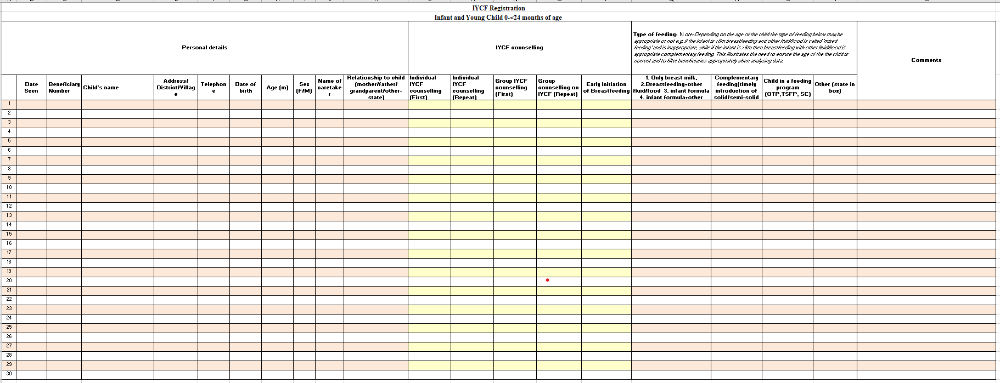 IYCF Registration
Infant and Young Child 0-<24 months of age
Personal details
IYCF counselling
Type of feeding: Note: Depending on the age of the child the type of feeding below may be
appropriate or not e.g. if the infant is <6m breastfeeding and other fluid/food is called 'mixed
feeding' and is inappropriate, while if the infant is >6m then breastfeeding with other fluid/food is
appropriate complementary feeding. This illustrates the need to ensure the age of the the child is
correct and to filter beneficiaries appropriately when analysing data.
Comments
Date
Seen
Beneficiary
Number
Child's name
Address/
District/Villag
e
Telephon
e
Date of
birth
Age (m)
Sex
(F/M)
Name of
caretake
r
Relationship to child
(mother/father/
grandparent/other-
state)
Individual
IYCF
counselling
(First)
Individual
IYCF
counselling
(Repeat)
Group IYCF
counselling
(First)
Group
counselling on
IYCF (Repeat)
Early initiation
of Breastfeeding
1. Only breast milk,
2.Breastfeeding+other
fluid/food 3. infant formula
4. infant formula+other
Complementary
feeding(timely
introduction of
solid/semi-solid
Child in a feeding
program
(OTP,TSFP, SC)
Other (state in
box)
1
2
3
4
5
6
7
8
9
10
11
12
13
14
15
16
17
18
19
20
21
22
23
24
25
26
27
28
29
30